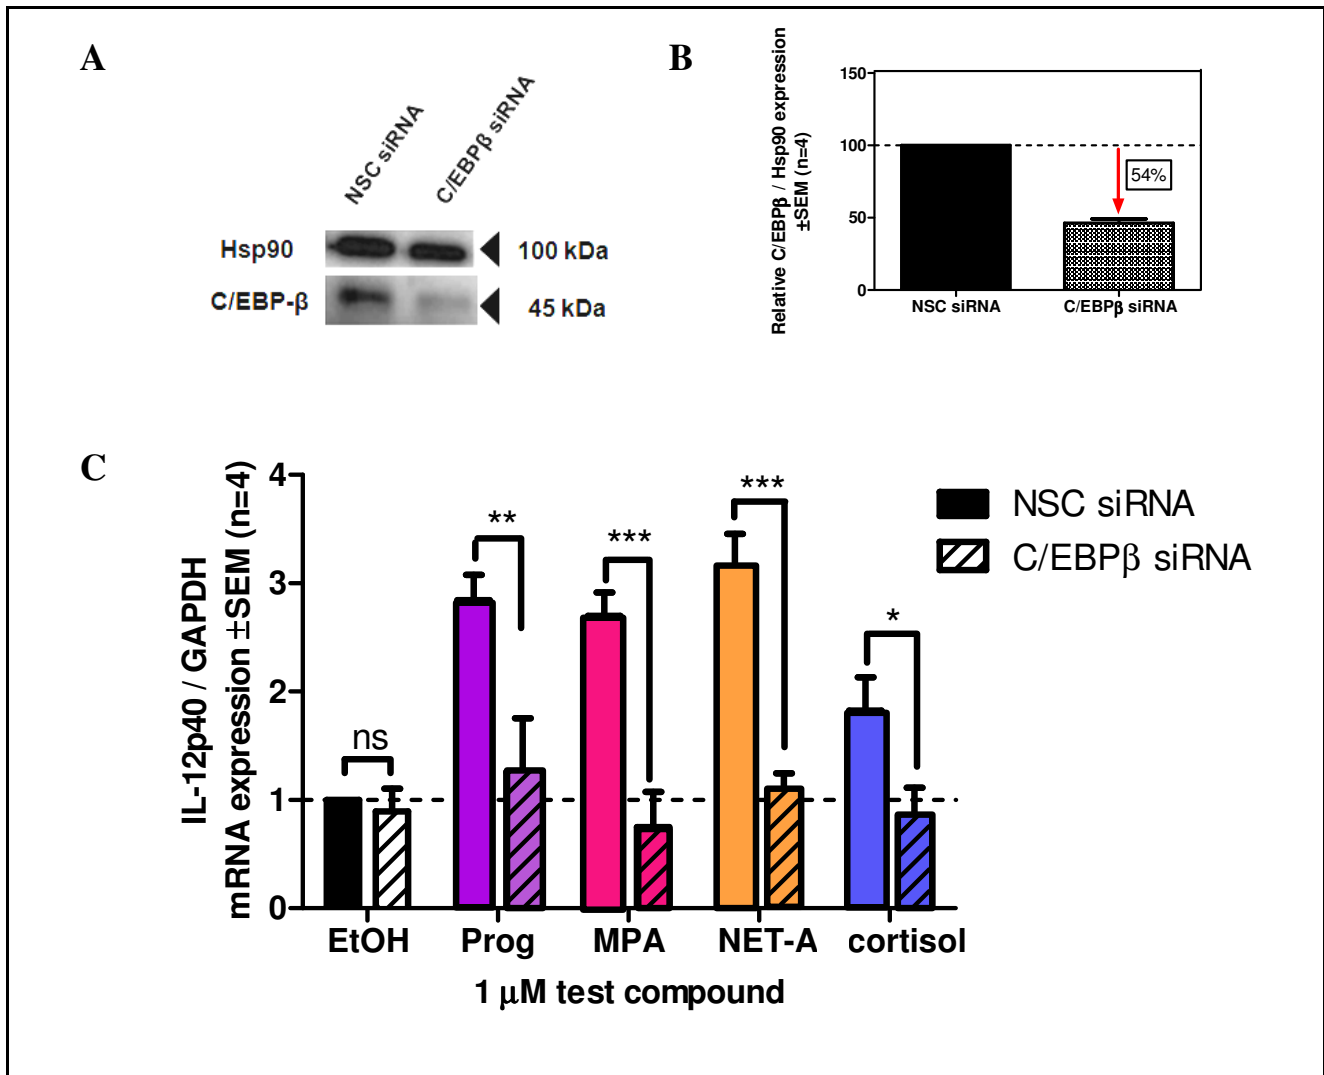 A
NSC siRNA
C/EBPβ siRNA
Hsp90
100 kDa
C/EBP-β
45 kDa
B
Relative C/EBPβ / Hsp90 expression
±SEM (n=4)
150
100
50
0
54%
NSC siRNA
C/EBPβ siRNA
C
IL-12p40 / GAPDH
mRNA expression ±SEM (n=4)
4
3
2
1
0
ns
**
***
***
*
NSC siRNA
C/EBPβ siRNA
EtOH
Prog
MPA
NET-A
cortisol
1 μM test compound